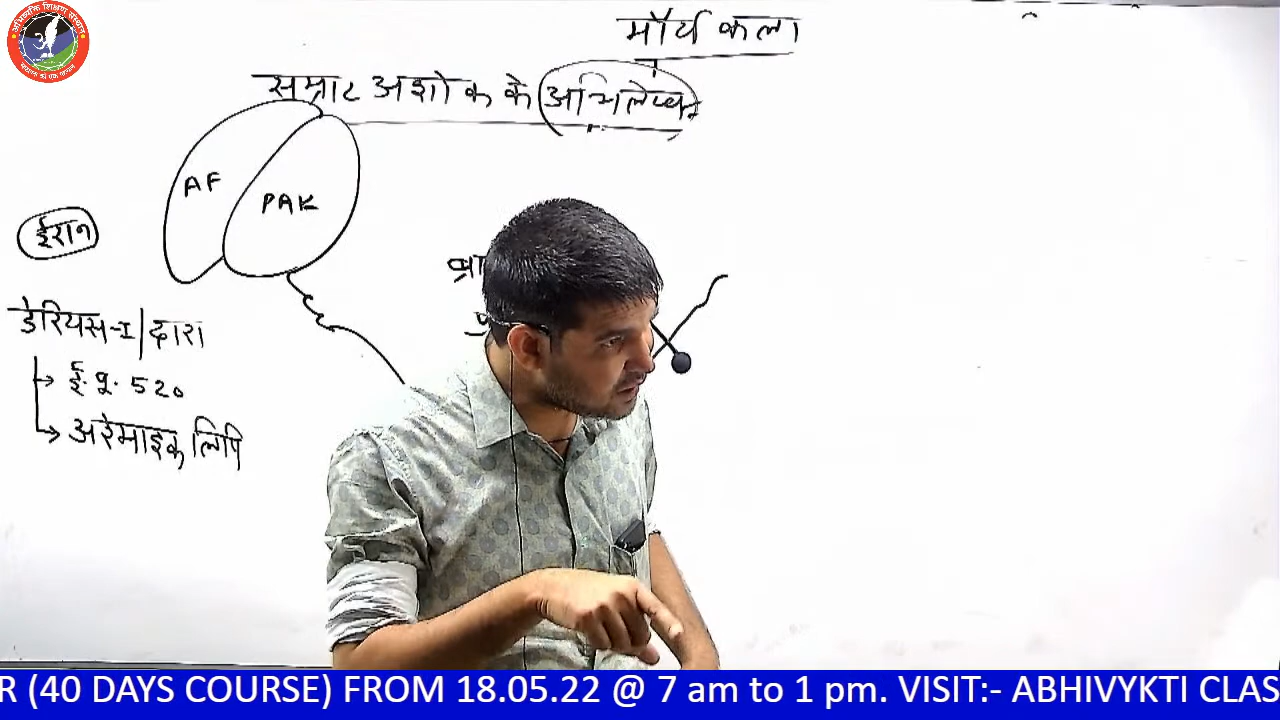 मौर्य कला
सम्राट अशोक के अभिलेख
AF
PAK
ईरान
डेरियस-I / द्वारा
→ ई. पू. 520
→ अरेमाइक लिपि
R (40 DAYS COURSE) FROM 18.05.22 @ 7 am to 1 pm. VISIT:- ABHIVYKTI CLAS